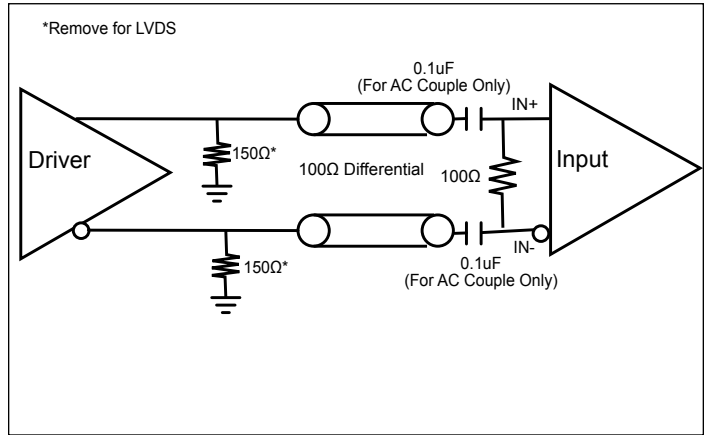 *Remove for LVDS
0.1uF
(For AC Couple Only)
IN+
Driver
150Ω*
100Ω Differential
100Ω
Input
150Ω*
IN-
0.1uF
(For AC Couple Only)